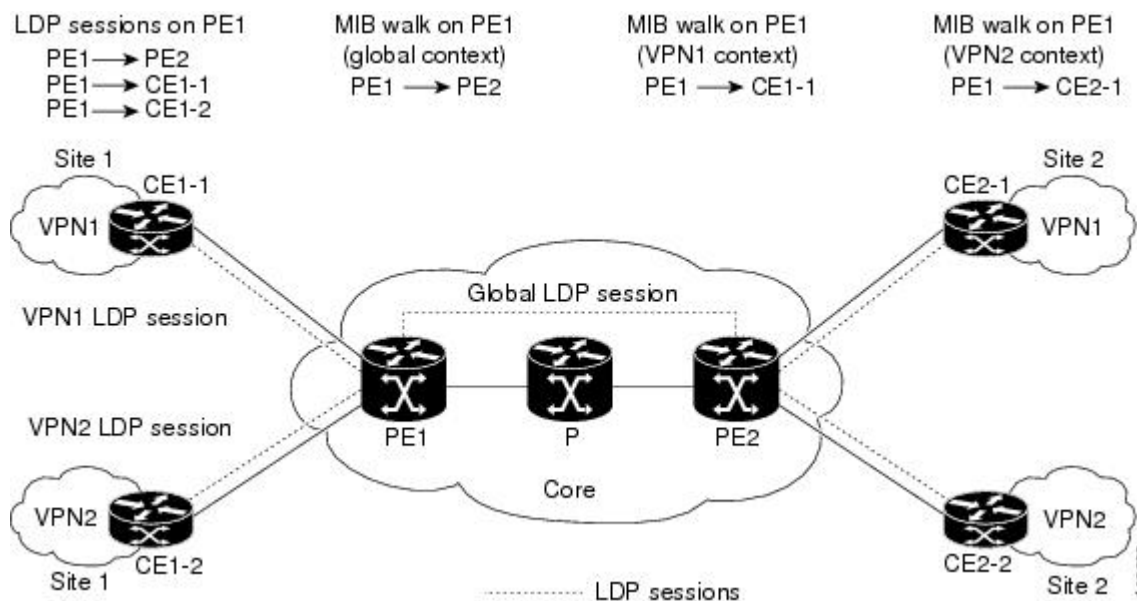 LDP sessions on PE1
PE1 → PE2
PE1 → CE1-1
PE1 → CE1-2
MIB walk on PE1
(global context)
PE1 → PE2
MIB walk on PE1
(VPN1 context)
PE1 → CE1-1
MIB walk on PE1
(VPN2 context)
PE1 → CE2-1
Site 1
CE1-1
VPN1
Site 2
CE2-1
VPN1
Global LDP session
VPN1 LDP session
PE1
P
PE2
VPN2 LDP session
Core
VPN2
CE1-2
Site 1
VPN2
CE2-2
Site 2
LDP sessions